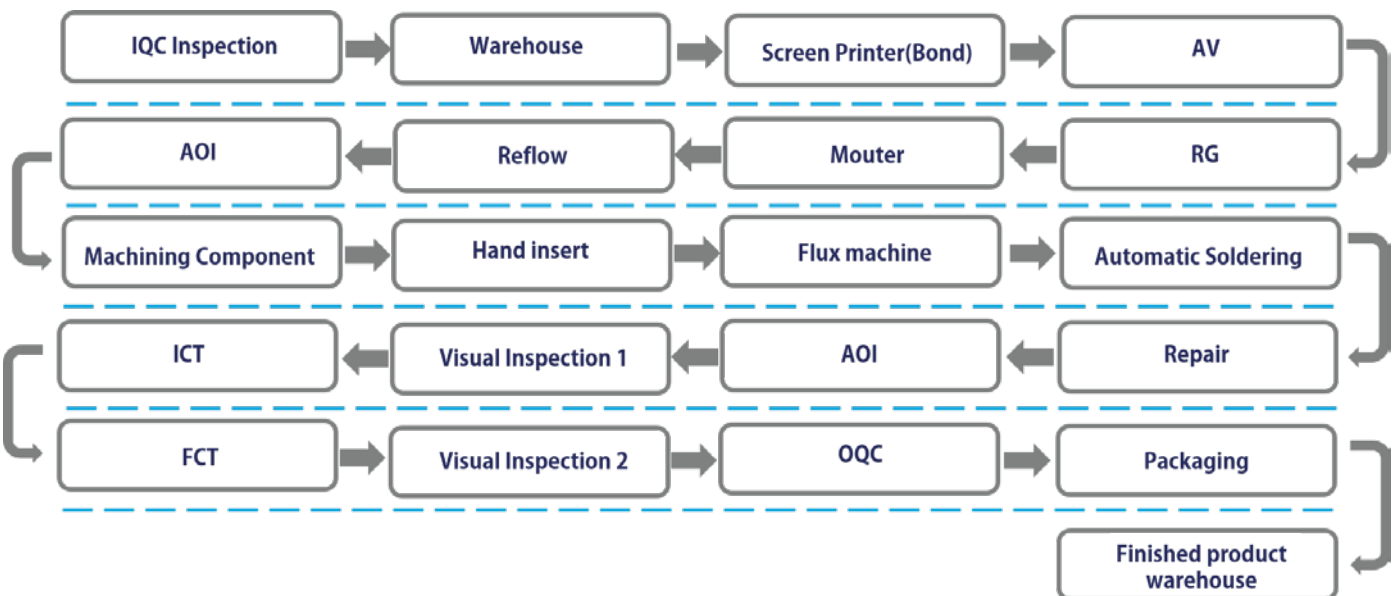 IQC Inspection
Warehouse
Screen Printer(Bond)
AV
AOI
Reflow
Mouter
RG
Machining Component
Hand insert
Flux machine
Automatic Soldering
ICT
Visual Inspection 1
AOI
Repair
FCT
Visual Inspection 2
OQC
Packaging
Finished product
warehouse